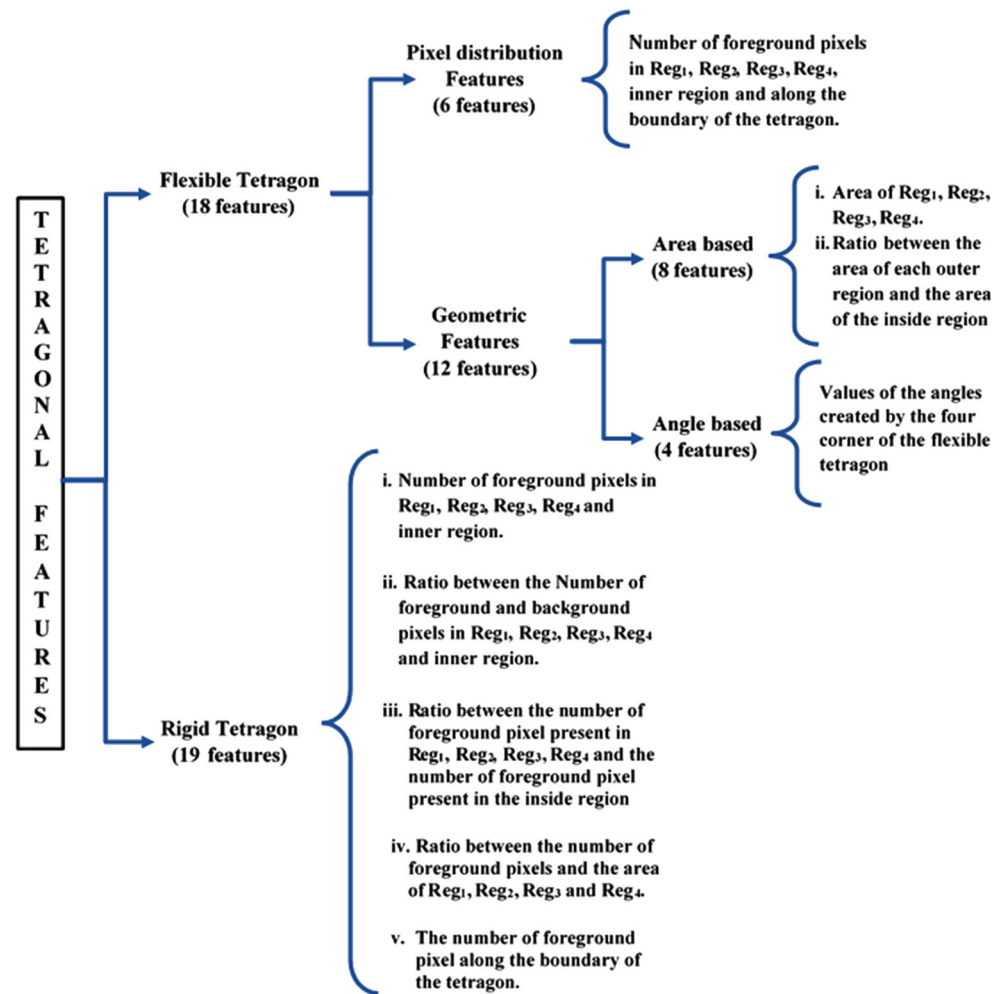 TETRAGONAL FEATURES
Flexible Tetragon
(18 features)
Pixel distribution
Features
(6 features)
Number of foreground pixels
in Reg₁, Reg₂, Reg₃, Reg₄,
inner region and along the
boundary of the tetragon.
Geometric
Features
(12 features)
Area based
(8 features)
i. Area of Reg₁, Reg₂,
Reg₃, Reg₄.
ii. Ratio between the
area of each outer
region and the area
of the inside region
Angle based
(4 features)
Values of the angles
created by the four
corner of the flexible
tetragon
Rigid Tetragon
(19 features)
i. Number of foreground pixels in
Reg₁, Reg₂, Reg₃, Reg₄ and
inner region.
ii. Ratio between the Number of
foreground and background
pixels in Reg₁, Reg₂, Reg₃, Reg₄
and inner region.
iii. Ratio between the number of
foreground pixel present in
Reg₁, Reg₂, Reg₃, Reg₄ and the
number of foreground pixel
present in the inside region
iv. Ratio between the number of
foreground pixels and the area
of Reg₁, Reg₂, Reg₃ and Reg₄.
v. The number of foreground
pixel along the boundary of
the tetragon.